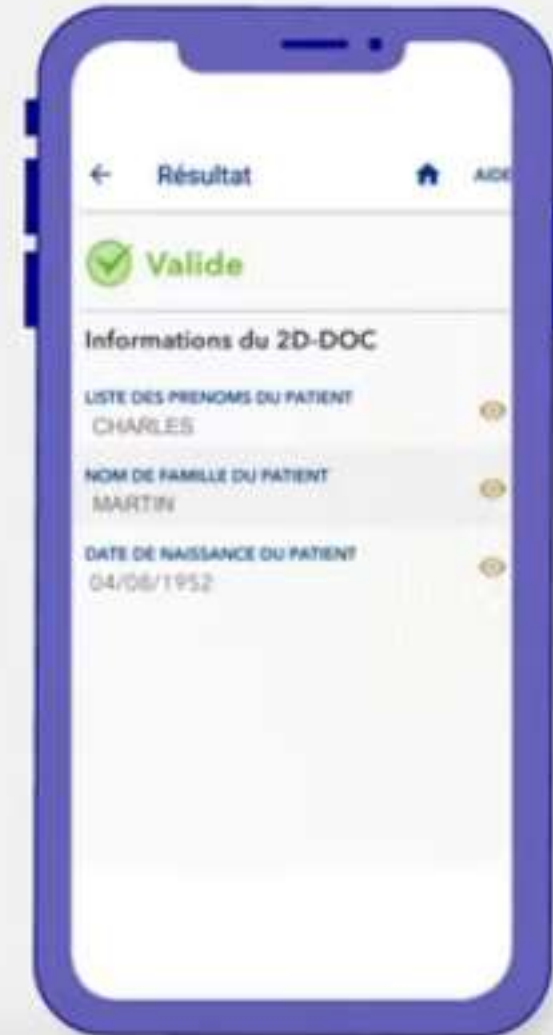 ← Résultat AIDE
Valide
Informations du 2D-DOC
LISTE DES PRENOMS DU PATIENT
CHARLES
NOM DE FAMILLE DU PATIENT
MARTIN
DATE DE NAISSANCE DU PATIENT
04/08/1952